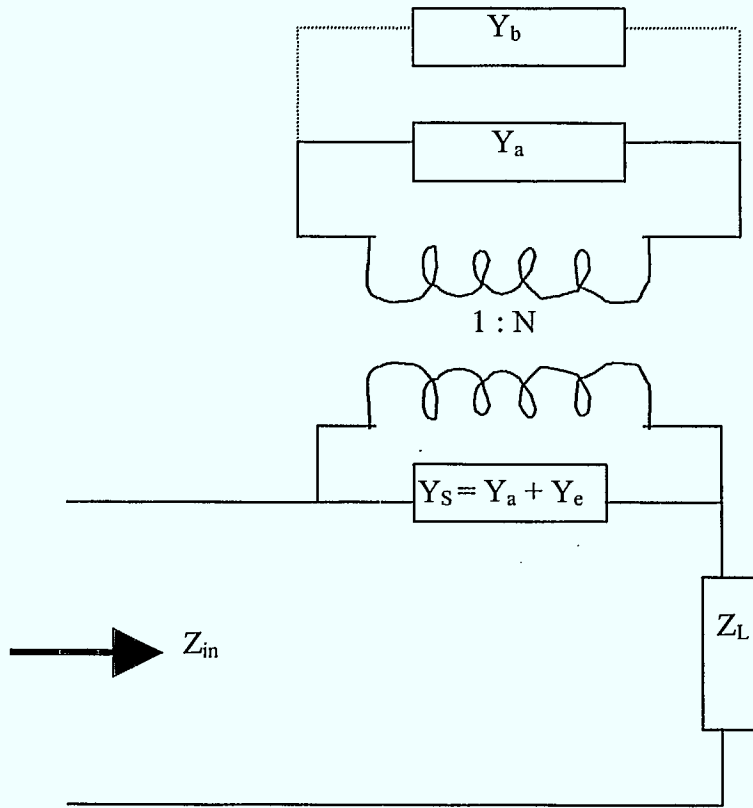 Y_b
Y_a
1 : N
Y_S = Y_a + Y_e
Z_in
Z_L